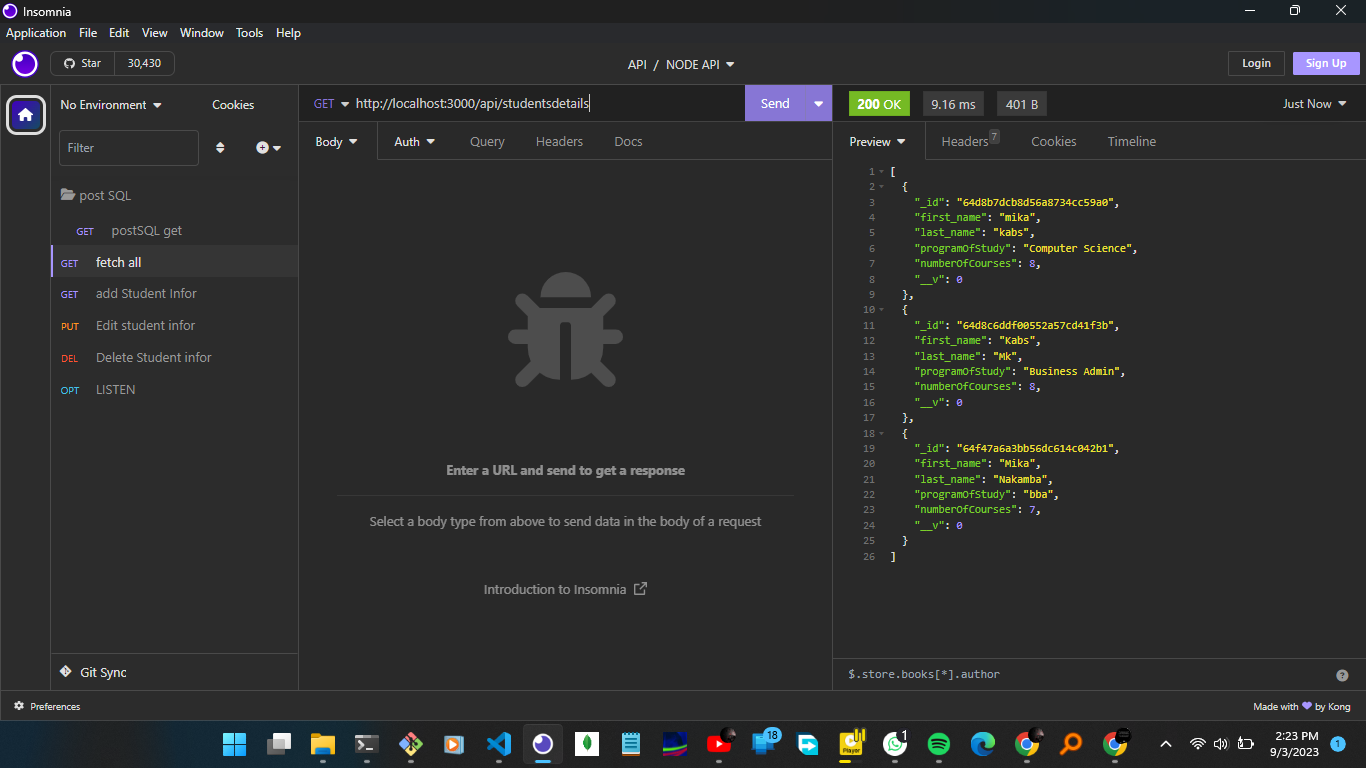 Insomnia
Application File Edit View Window Tools Help
Star 30,430
API / NODE API
Login Sign Up
No Environment Cookies
GET http://localhost:3000/api/studentsdetails Send
200 OK 9.16 ms 401 B Just Now
Filter
Body Auth Query Headers Docs
Preview Headers 7 Cookies Timeline
post SQL
GET postSQL get
GET fetch all
GET add Student Infor
PUT Edit student infor
DEL Delete Student infor
OPT LISTEN
Enter a URL and send to get a response
Select a body type from above to send data in the body of a request
Introduction to Insomnia
1 [
2 {
3 "_id": "64d8b7dcb8d56a8734cc59a0",
4 "first_name": "mika",
5 "last_name": "kabs",
6 "programOfStudy": "Computer Science",
7 "numberOfCourses": 8,
8 "__v": 0
9 },
10 {
11 "_id": "64d8c6ddf00552a57cd41f3b",
12 "first_name": "Kabs",
13 "last_name": "Mk",
14 "programOfStudy": "Business Admin",
15 "numberOfCourses": 8,
16 "__v": 0
17 },
18 {
19 "_id": "64f47a6a3bb56dc614c042b1",
20 "first_name": "Mika",
21 "last_name": "Nakamba",
22 "programOfStudy": "bba",
23 "numberOfCourses": 7,
24 "__v": 0
25 }
26 ]
Git Sync
$.store.books[*].author
Preferences
Made with by Kong
18
Player
1
2:23 PM
9/3/2023
1